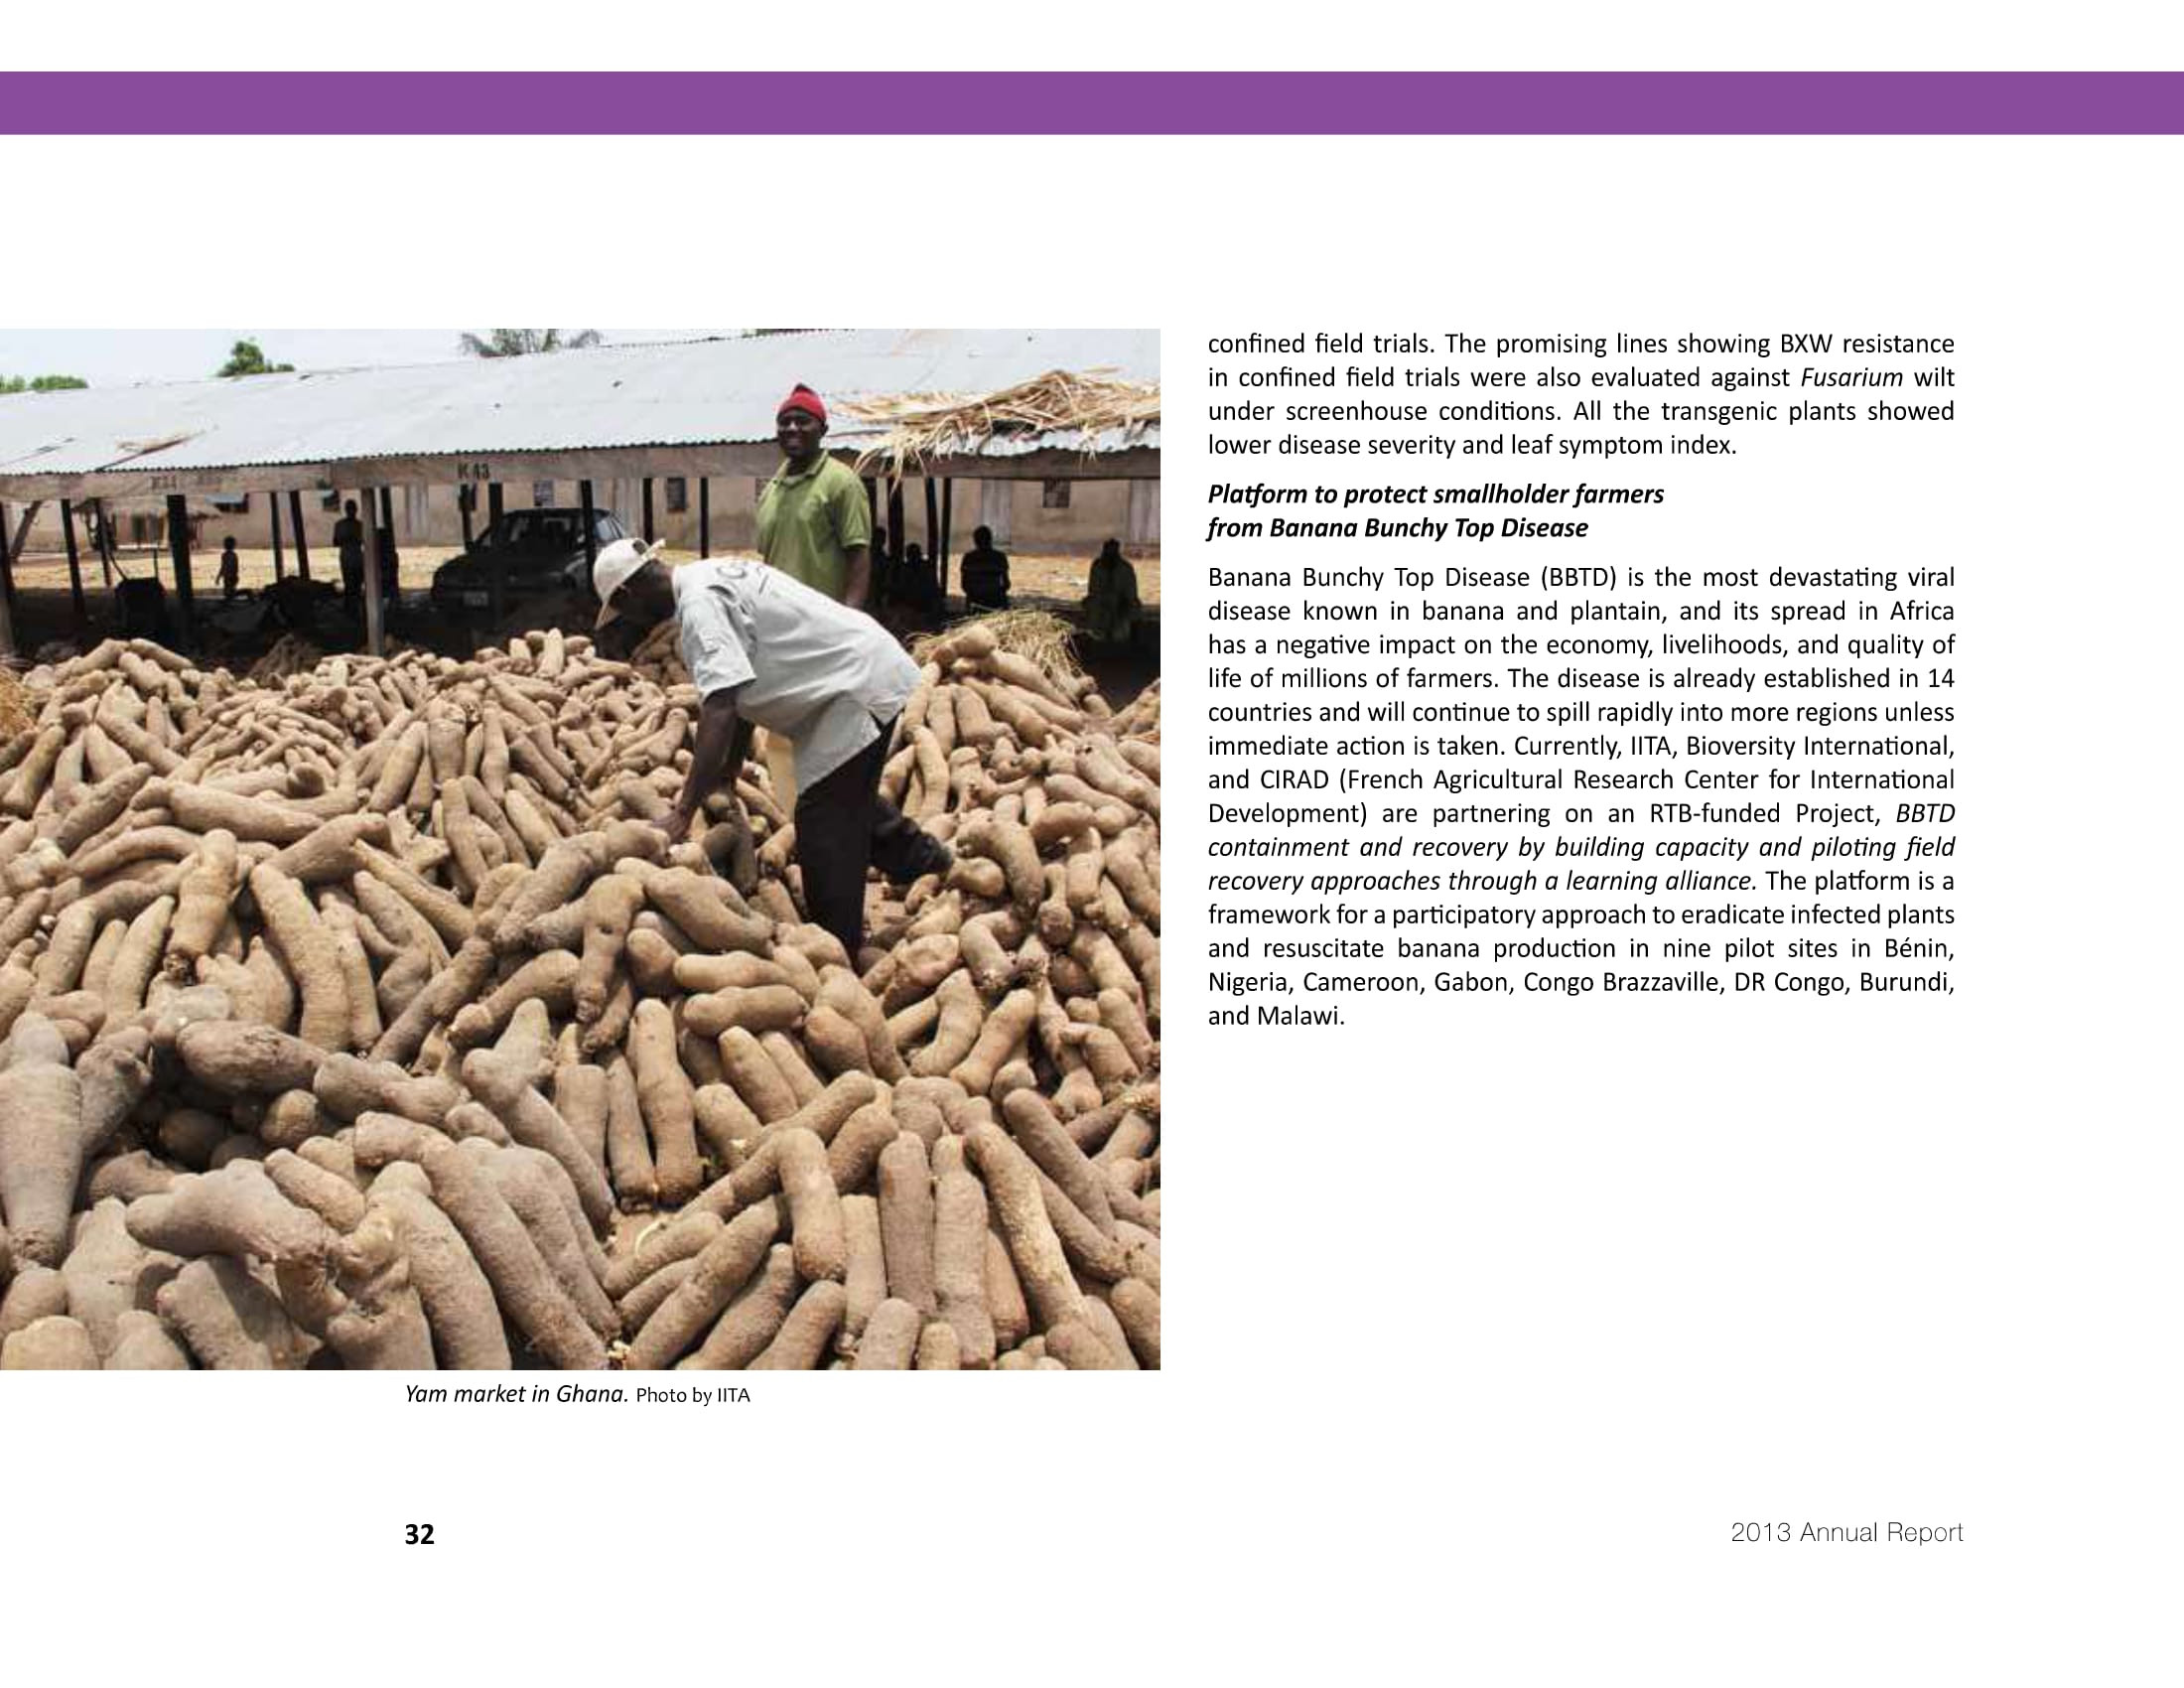 confined field trials. The promising lines showing BXW resistance
in confined field trials were also evaluated against Fusarium wilt
under screenhouse conditions. All the transgenic plants showed
lower disease severity and leaf symptom index.
Platform to protect smallholder farmers
from Banana Bunchy Top Disease
Banana Bunchy Top Disease (BBTD) is the most devastating viral
disease known in banana and plantain, and its spread in Africa
has a negative impact on the economy, livelihoods, and quality of
life of millions of farmers. The disease is already established in 14
countries and will continue to spill rapidly into more regions unless
immediate action is taken. Currently, IITA, Bioversity International,
and CIRAD (French Agricultural Research Center for International
Development) are partnering on an RTB-funded Project, BBTD
containment and recovery by building capacity and piloting field
recovery approaches through a learning alliance. The platform is a
framework for a participatory approach to eradicate infected plants
and resuscitate banana production in nine pilot sites in Bénin,
Nigeria, Cameroon, Gabon, Congo Brazzaville, DR Congo, Burundi,
and Malawi.
K43
Yam market in Ghana. Photo by IITA
32
2013 Annual Report